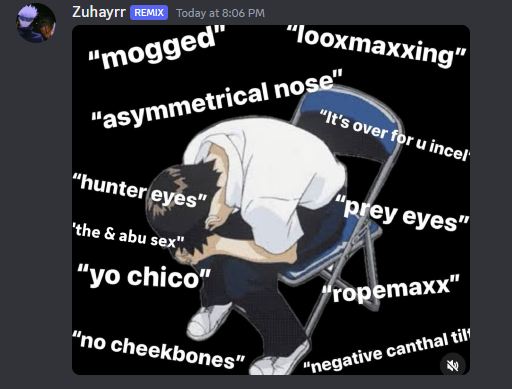 Zuhayrr REMIX Today at 8:06 PM
“mogged”
“looxmaxxing”
“asymmetrical nose”
“It’s over for u incel’
“hunter eyes”
“prey eyes”
'the & abu sex"
“yo chico”
“ropemaxx”
“no cheekbones”
“negative canthal tilt